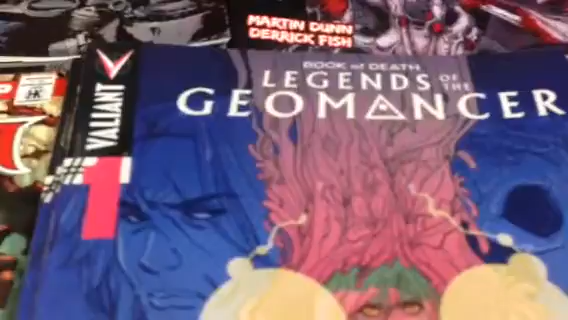 MARTIN DUNN
DERRICK FISH
BOOK OF DEATH
LEGENDS OF THE
GEOMANCER
VALIANT
#1